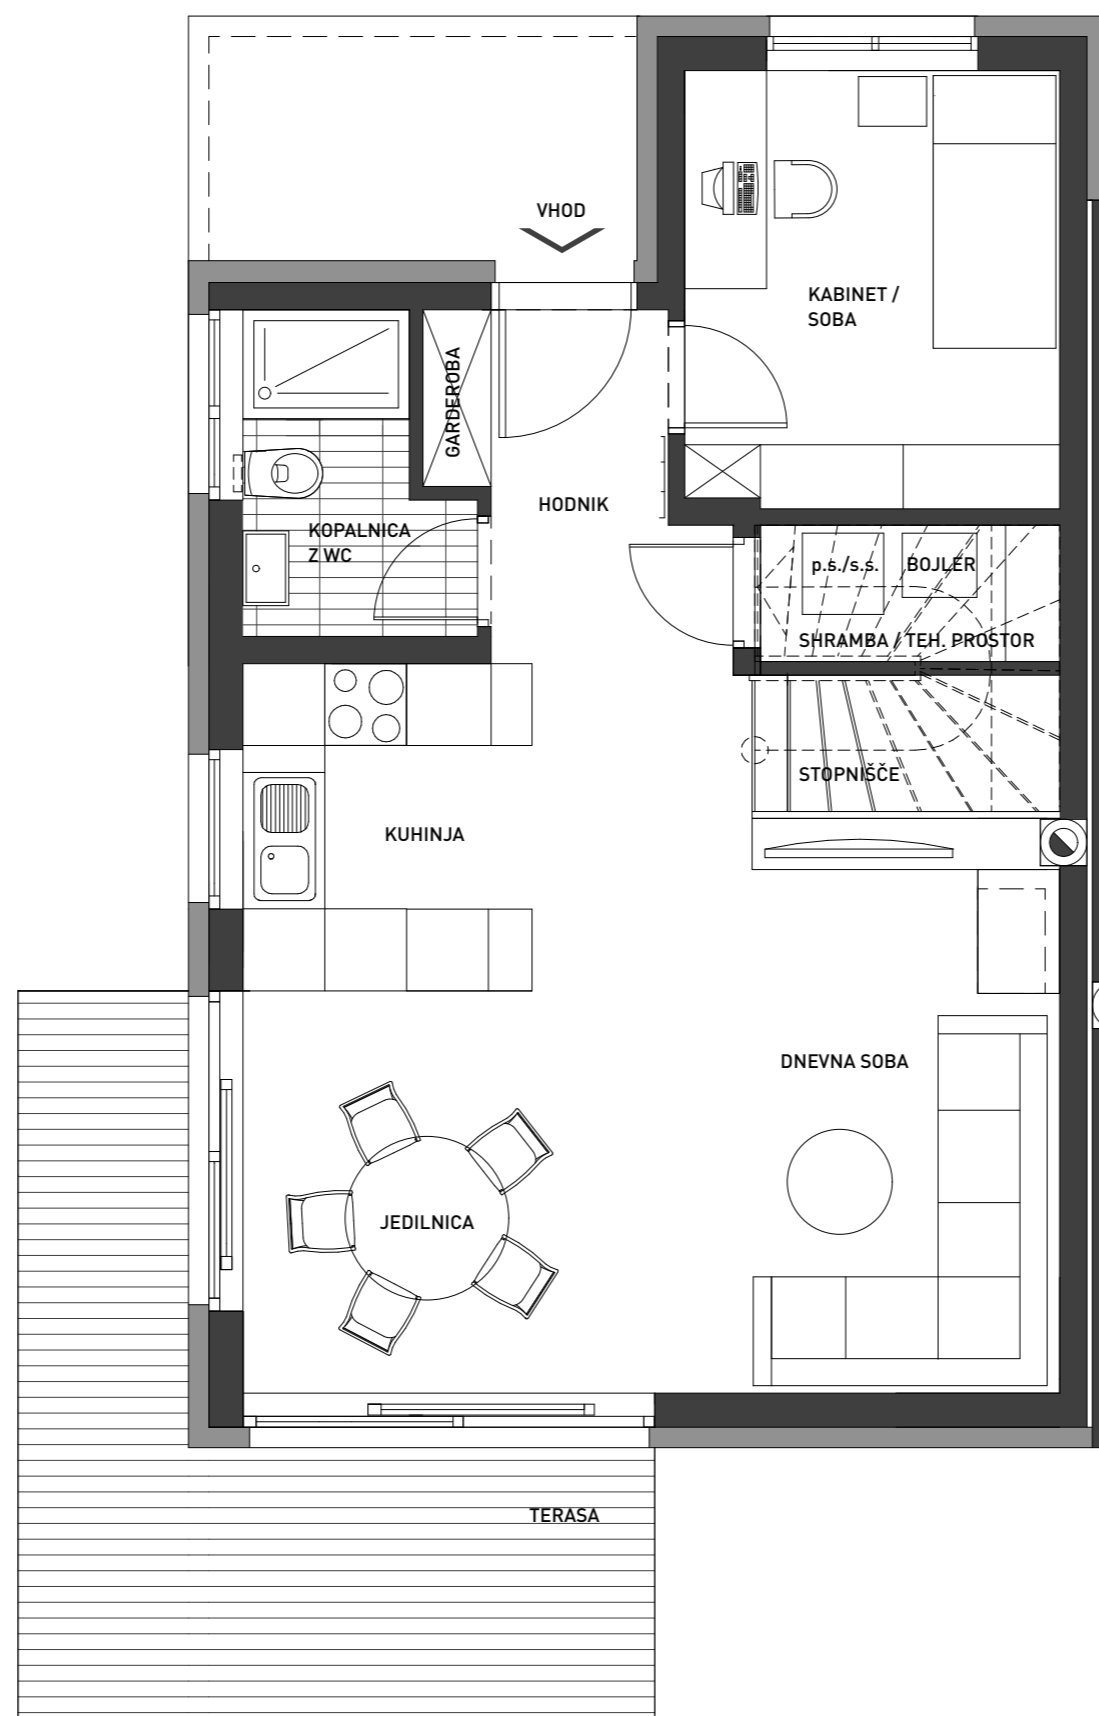 VHOD
KABINET /
SOBA
GARDEROBA
HODNIK
KOPALNICA
Z WC
p.s./s.s.
BOJLER
SHRAMBA / TEH. PROSTOR
STOPNIŠČE
KUHINJA
DNEVNA SOBA
JEDILNICA
TERASA